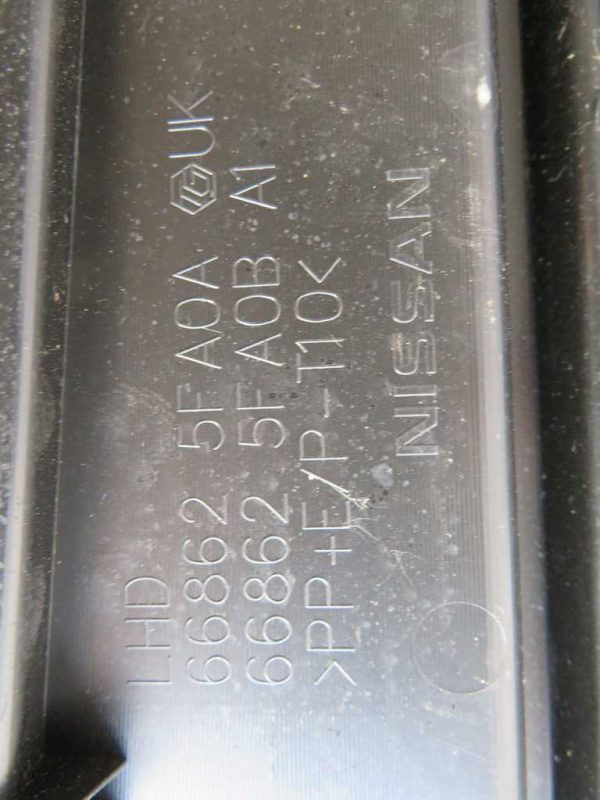 LHD
66862 5FA0A UK
66862 5FA0B A1
>PP+E/P-T10<
NISSAN